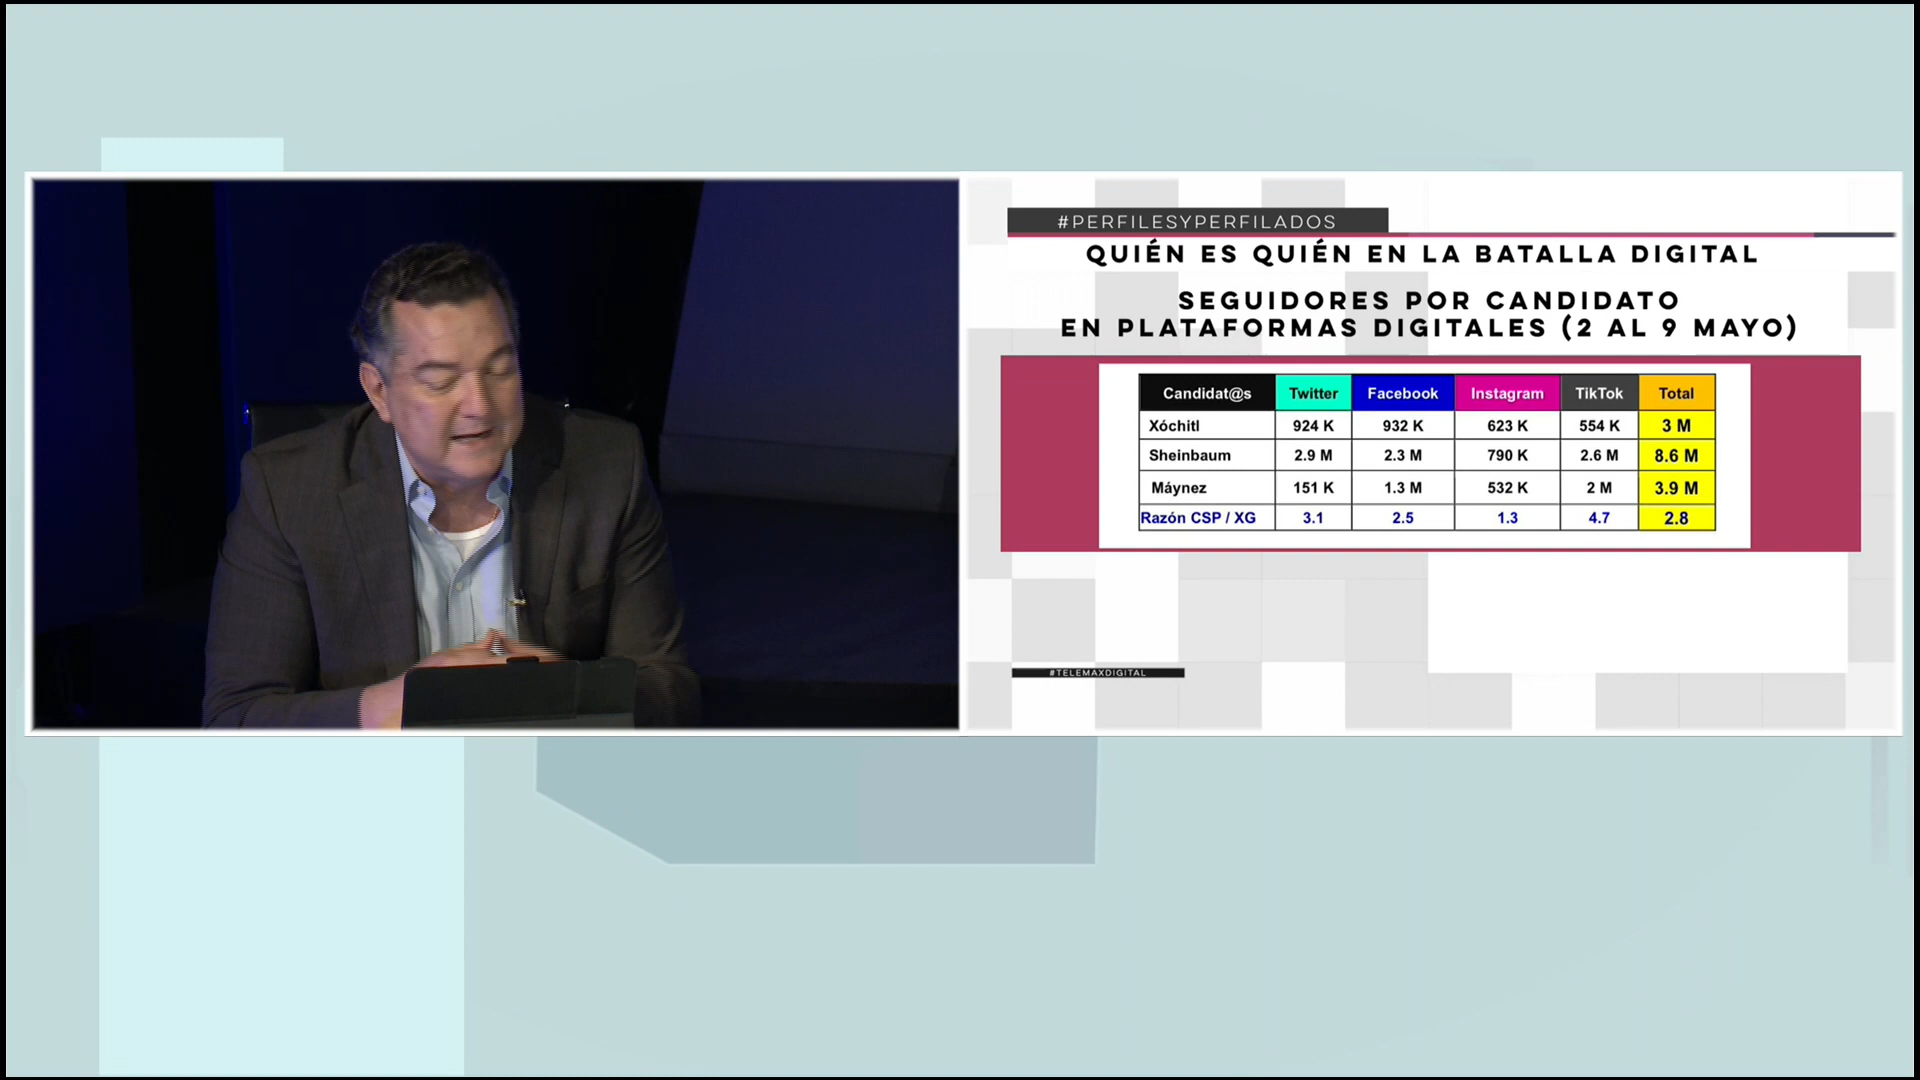 #PERFILESYPERFILADOS
QUIÉN ES QUIÉN EN LA BATALLA DIGITAL
SEGUIDORES POR CANDIDATO
EN PLATAFORMAS DIGITALES (2 AL 9 MAYO)
Candidat@s Twitter Facebook Instagram TikTok Total
Xóchitl 924 K 932 K 623 K 554 K 3 M
Sheinbaum 2.9 M 2.3 M 790 K 2.6 M 8.6 M
Máynez 151 K 1.3 M 532 K 2 M 3.9 M
Razón CSP / XG 3.1 2.5 1.3 4.7 2.8
#TELEMAXDIGITAL